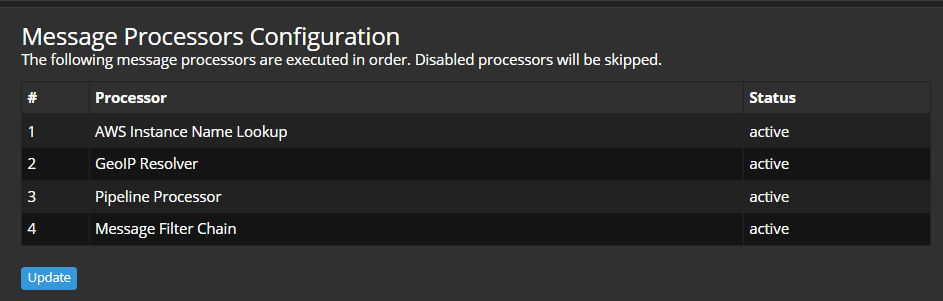 Message Processors Configuration
The following message processors are executed in order. Disabled processors will be skipped.
# Processor Status
1 AWS Instance Name Lookup active
2 GeoIP Resolver active
3 Pipeline Processor active
4 Message Filter Chain active
Update